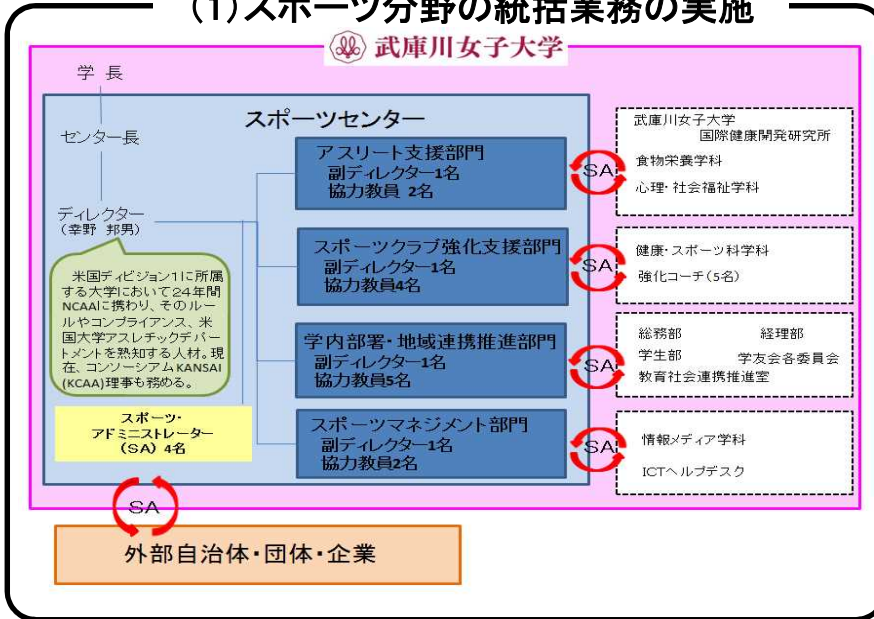 (1)スポーツ分野の統括業務の実施
武庫川女子大学
学 長
センター長
ディレクター
(幸野 邦男)
米国ディビジョン1に所属
する大学において24年間
NCAAに携わり、そのルー
ルやコンプライアンス、米
国大学アスレチックデパー
トメントを熟知する人材。現
在、コンソーシアムKANSAI
(KCAA)理事も務める。
スポーツ・
アドミニストレーター
(SA) 4名
スポーツセンター
アスリート支援部門
副ディレクター1名
協力教員 2名
スポーツクラブ強化支援部門
副ディレクター1名
協力教員4名
学内部署・地域連携推進部門
副ディレクター1名
協力教員5名
スポーツマネジメント部門
副ディレクター1名
協力教員2名
SA
SA
SA
SA
武庫川女子大学
国際健康開発研究所
食物栄養学科
心理・社会福祉学科
健康・スポーツ科学科
強化コーチ(5名)
総務部 経理部
学生部 学友会各委員会
教育社会連携推進室
情報メディア学科
ICTヘルプデスク
SA
外部自治体・団体・企業